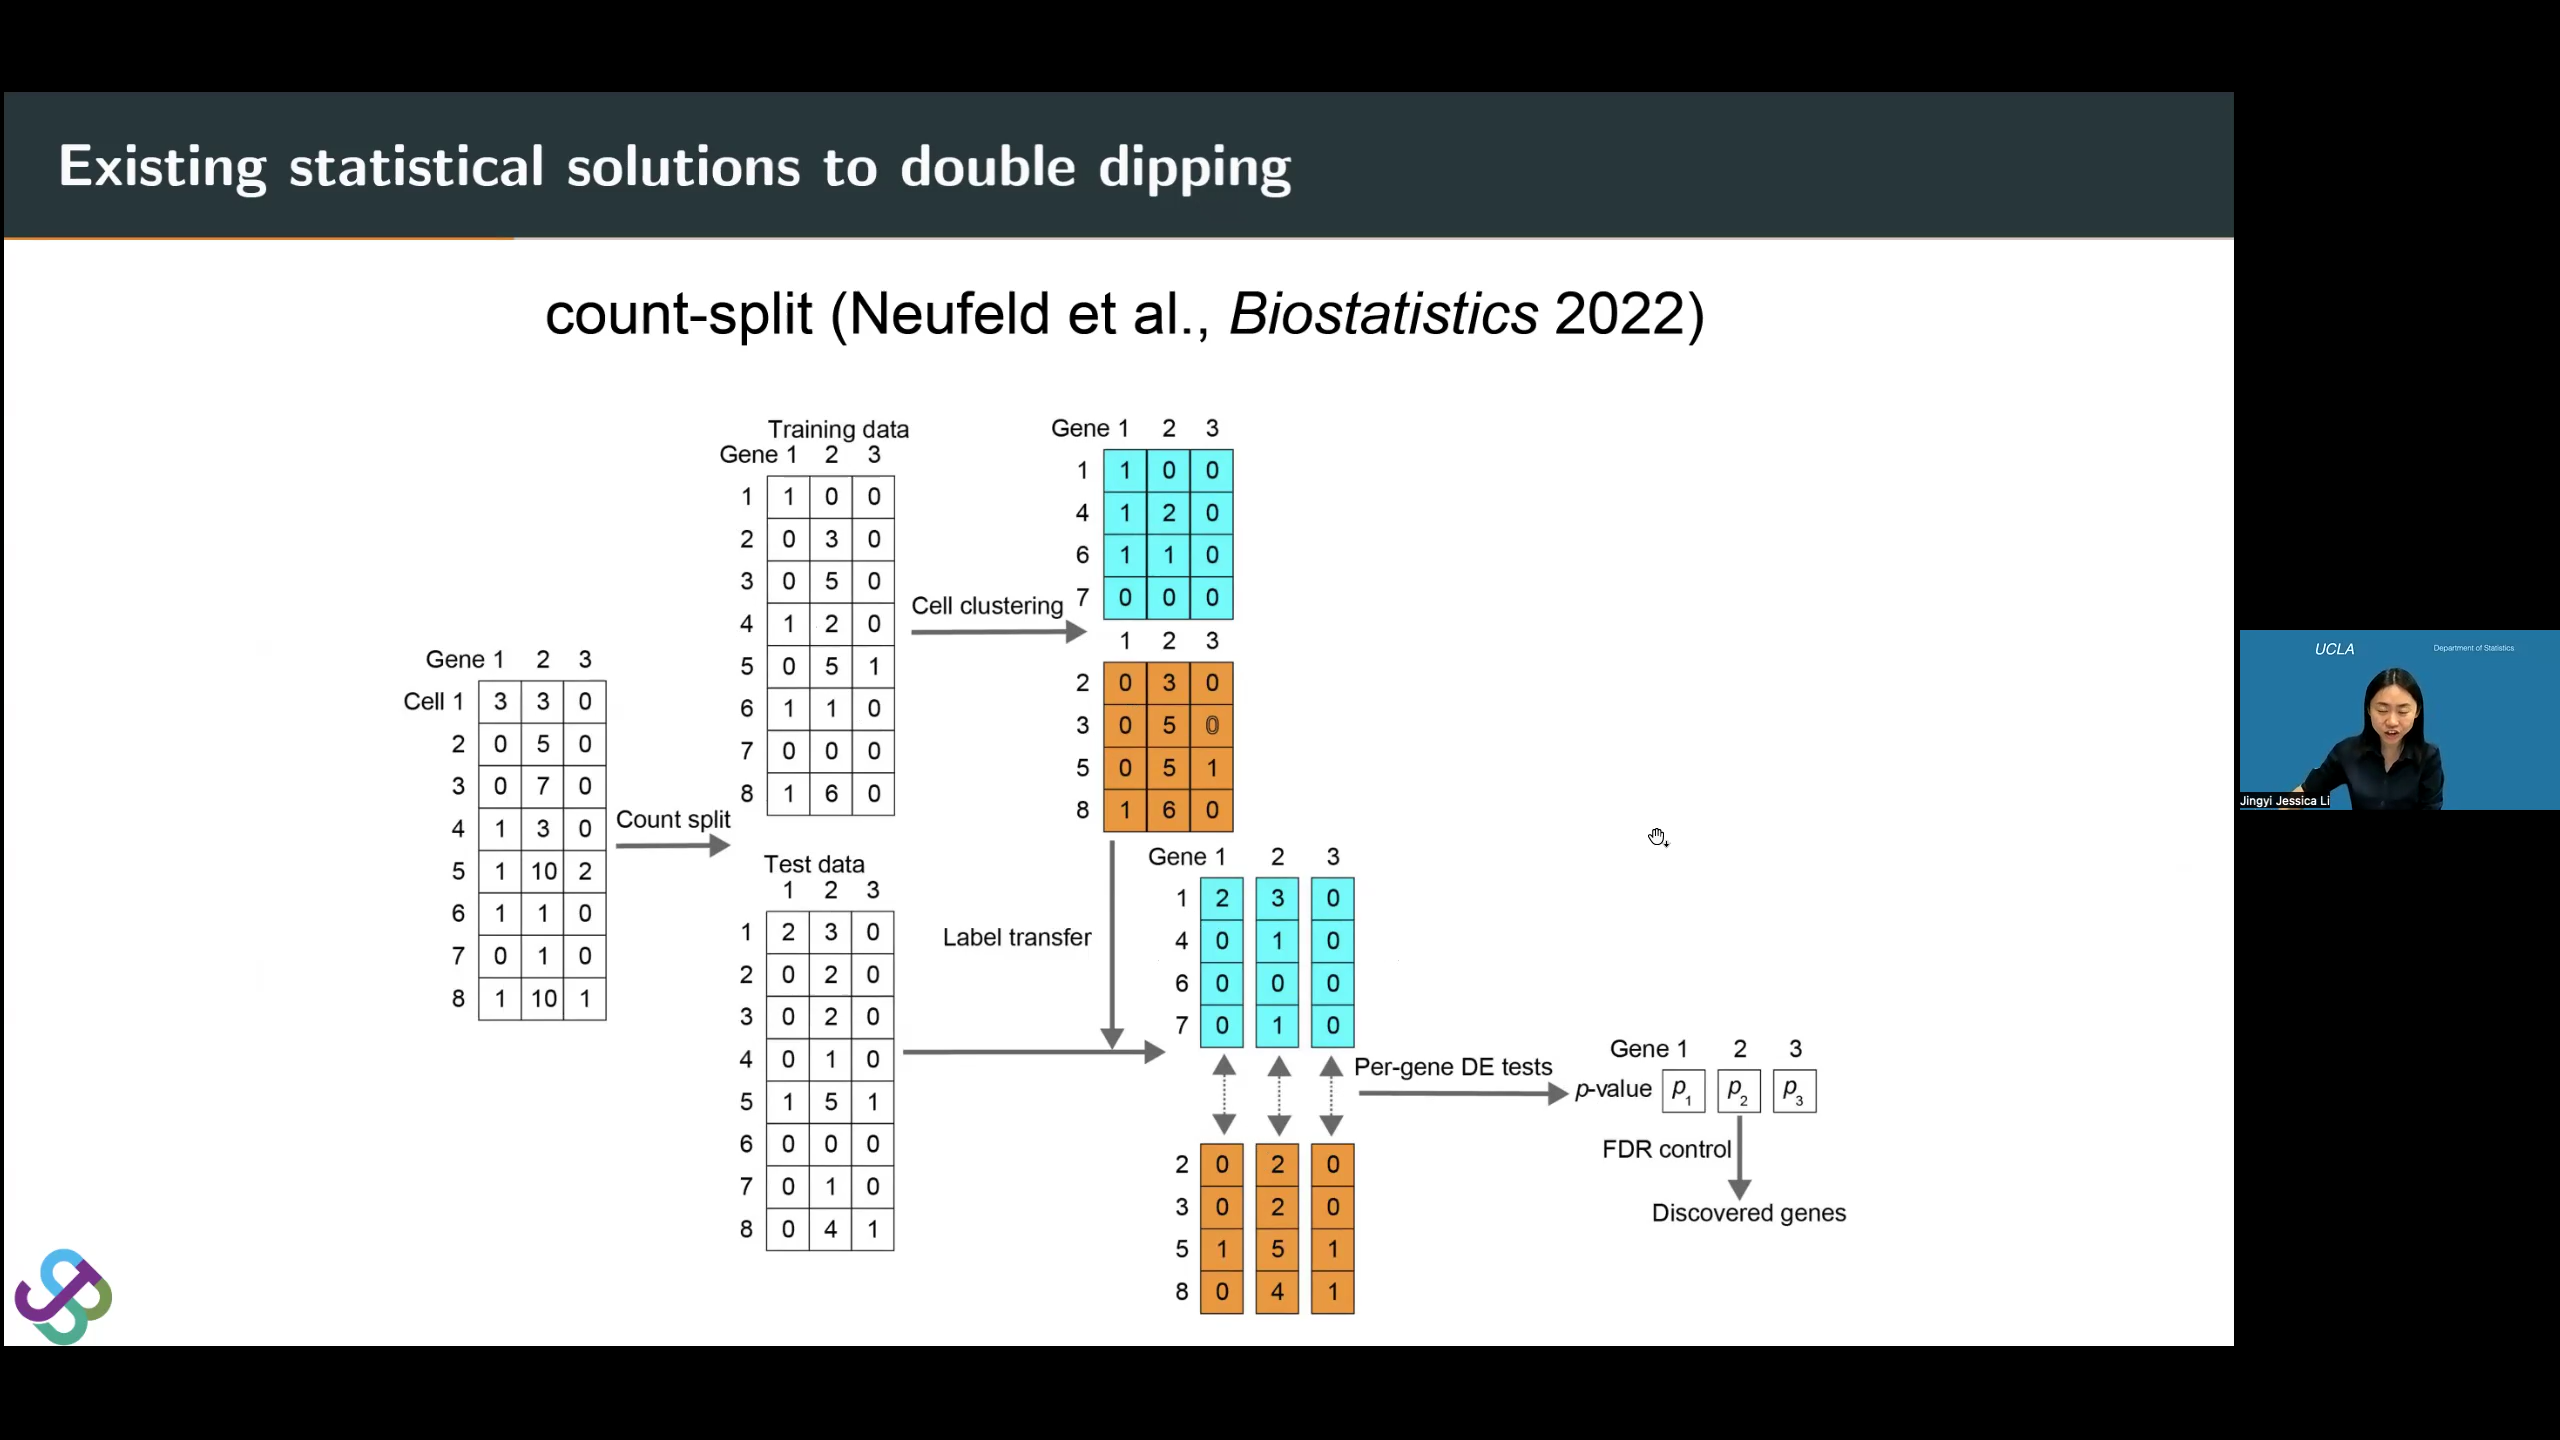 Existing statistical solutions to double dipping
count-split (Neufeld et al., Biostatistics 2022)
Gene 1 2 3
Cell 1 3 3 0
2 0 5 0
3 0 7 0
4 1 3 0
5 1 10 2
6 1 1 0
7 0 1 0
8 1 10 1
Count split
Training data
Gene 1 2 3
1 1 0 0
2 0 3 0
3 0 5 0
4 1 2 0
5 0 5 1
6 1 1 0
7 0 0 0
8 1 6 0
Test data
1 2 3
1 2 3 0
2 0 2 0
3 0 2 0
4 0 1 0
5 1 5 1
6 0 0 0
7 0 1 0
8 0 4 1
Cell clustering
Gene 1 2 3
1 1 0 0
4 1 2 0
6 1 1 0
7 0 0 0
1 2 3
2 0 3 0
3 0 5 0
5 0 5 1
8 1 6 0
Label transfer
Gene 1 2 3
1 2 3 0
4 0 1 0
6 0 0 0
7 0 1 0
2 0 2 0
3 0 2 0
5 1 5 1
8 0 4 1
Per-gene DE tests
Gene 1 2 3
p-value p1 p2 p3
FDR control
Discovered genes
UCLA
Department of Statistics
Jingyi Jessica Li